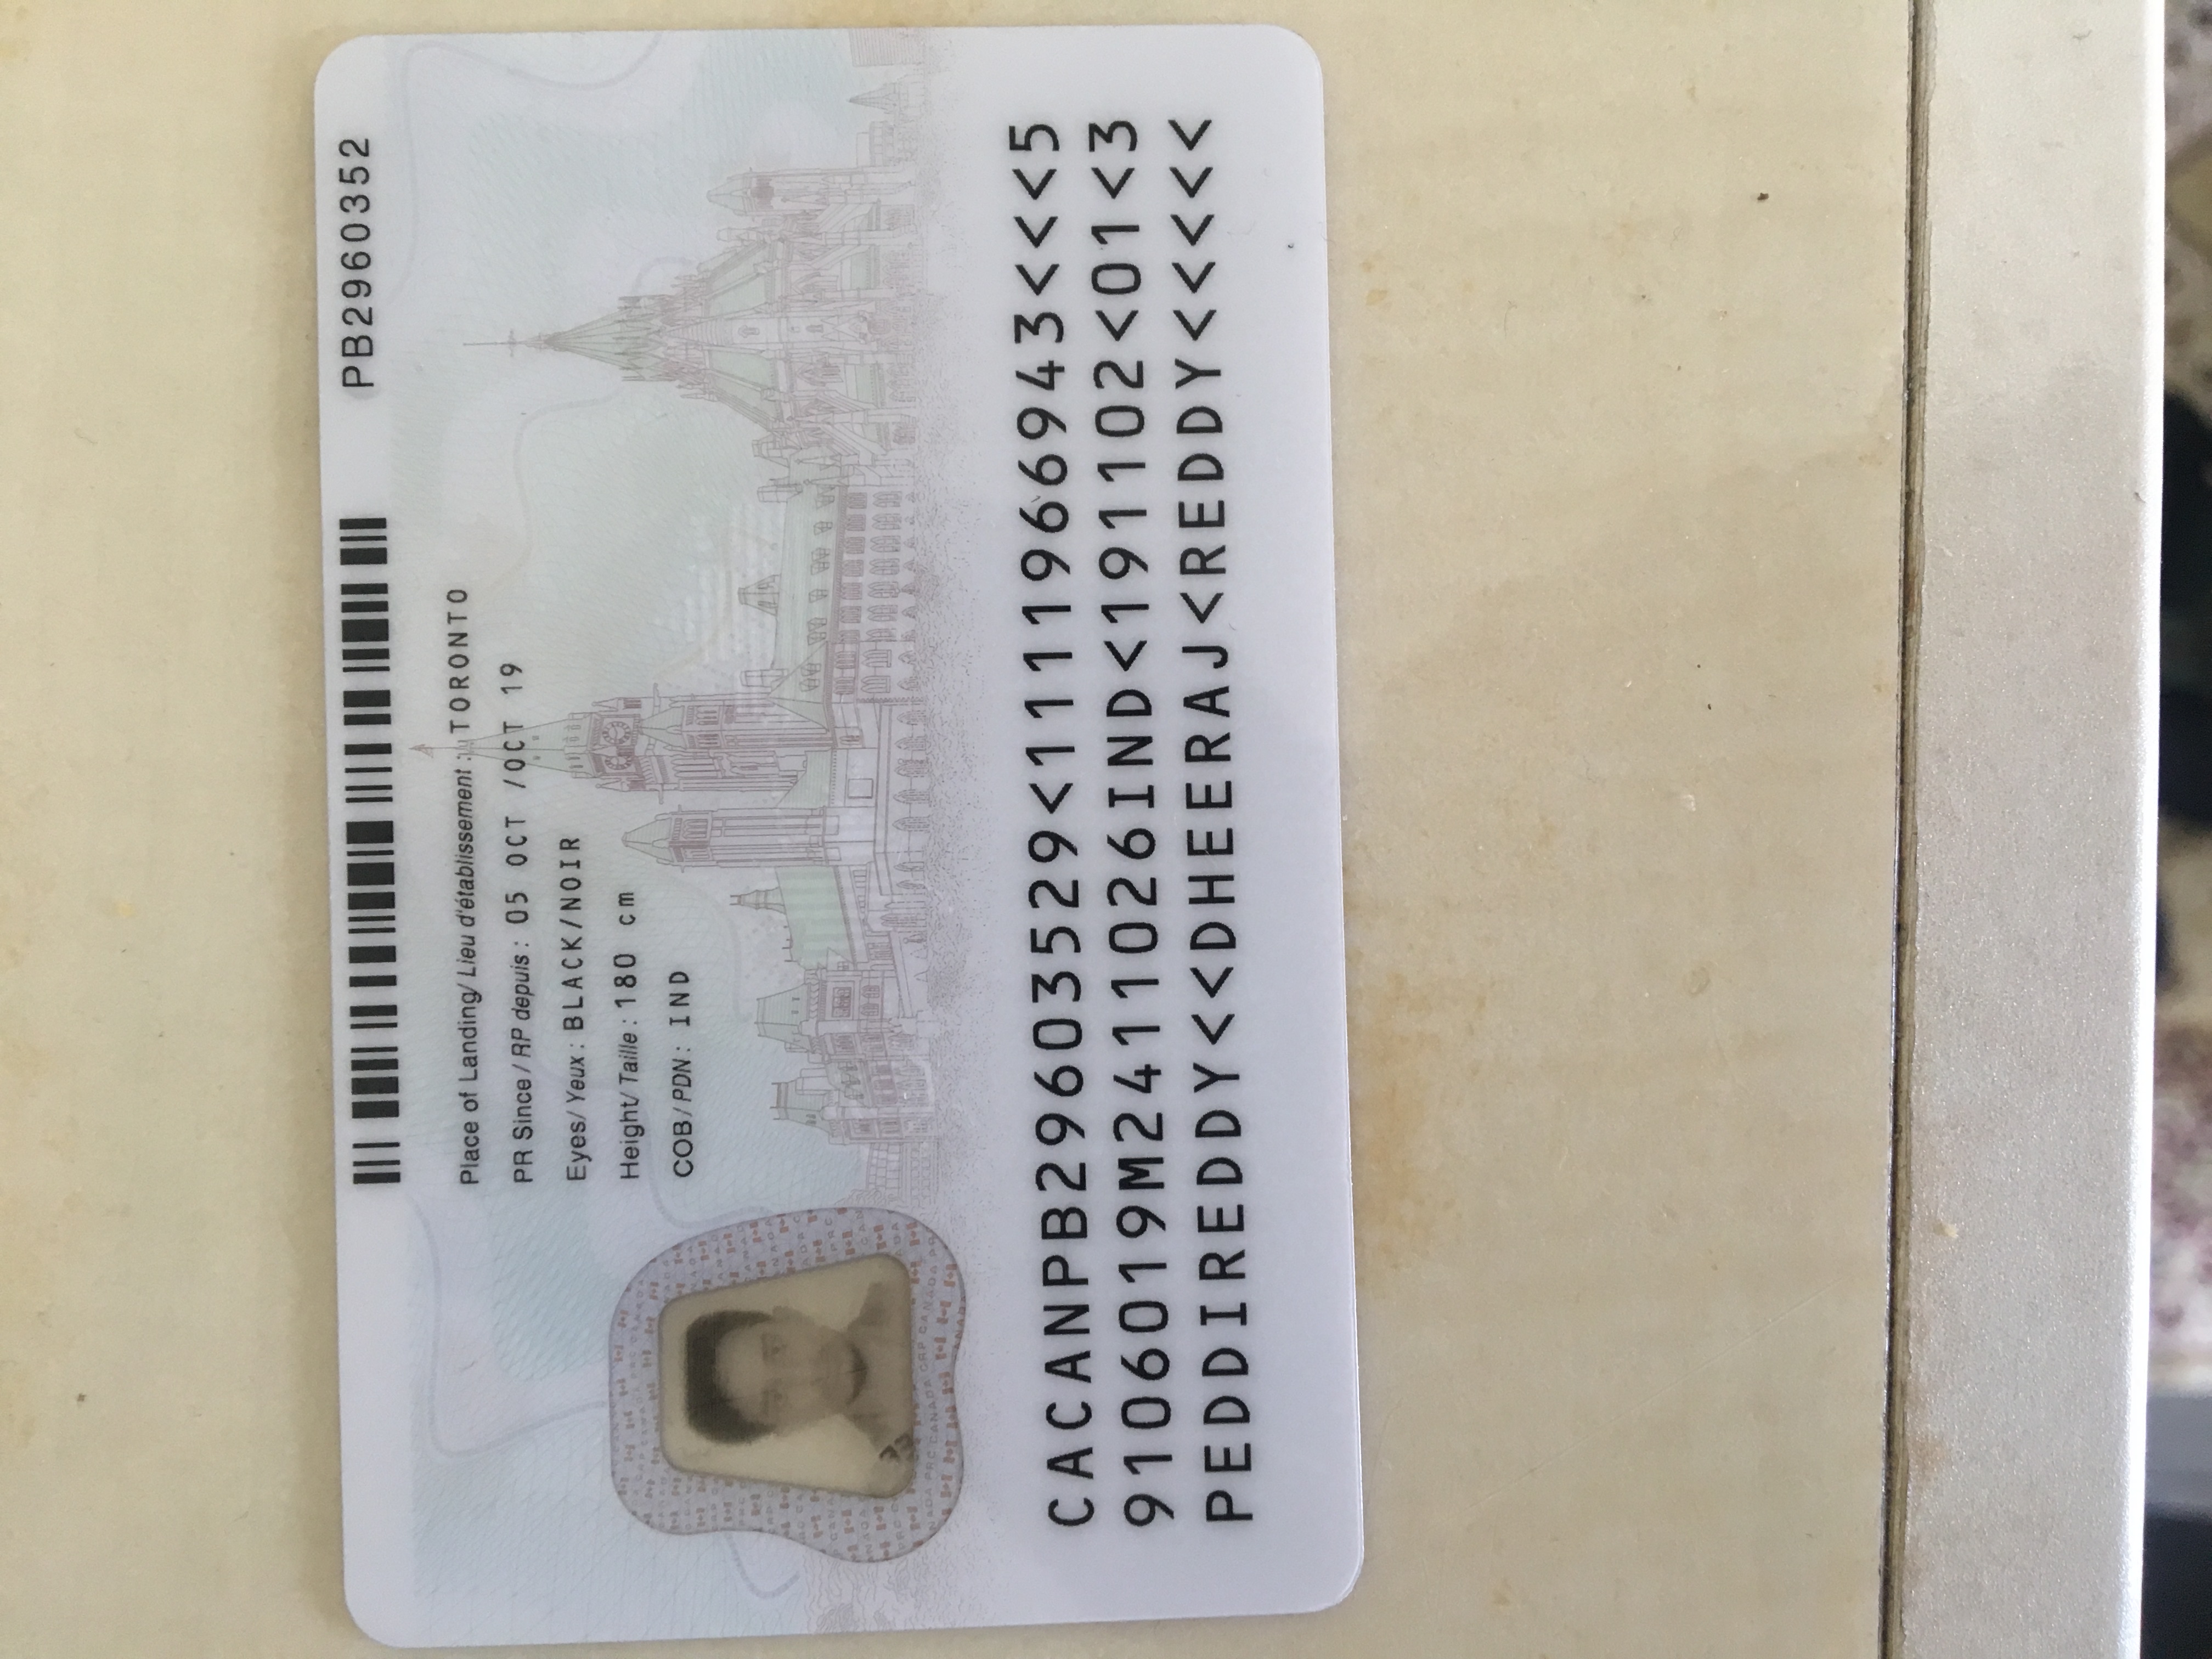 PB2960352
Place of Landing/ Lieu d'établissement : TORONTO
PR Since / RP depuis : 05 OCT /OCT 19
Eyes/ Yeux : BLACK/NOIR
Height/ Taille : 180 cm
COB/ PDN : IND
CACANPB29603529<1111966943<<<5
9106019M2411026IND<191102<01<3
PEDDIREDDY<<DHEERAJ<REDDY<<<<<